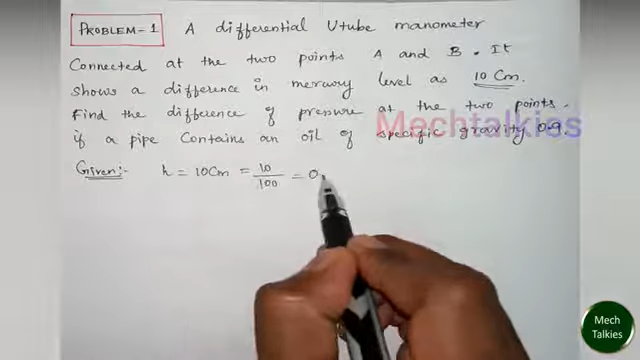 PROBLEM=1 A differential Utube manometer
Connected at the two points A and B. It
shows a difference in mercury level as 10 Cm.
Find the difference of pressure at the two points.
if a pipe Contains an oil of specific gravity 0.9.
Mechtalkies
Given:- h = 10Cm = 10/100 = 0.
Mech
Talkies